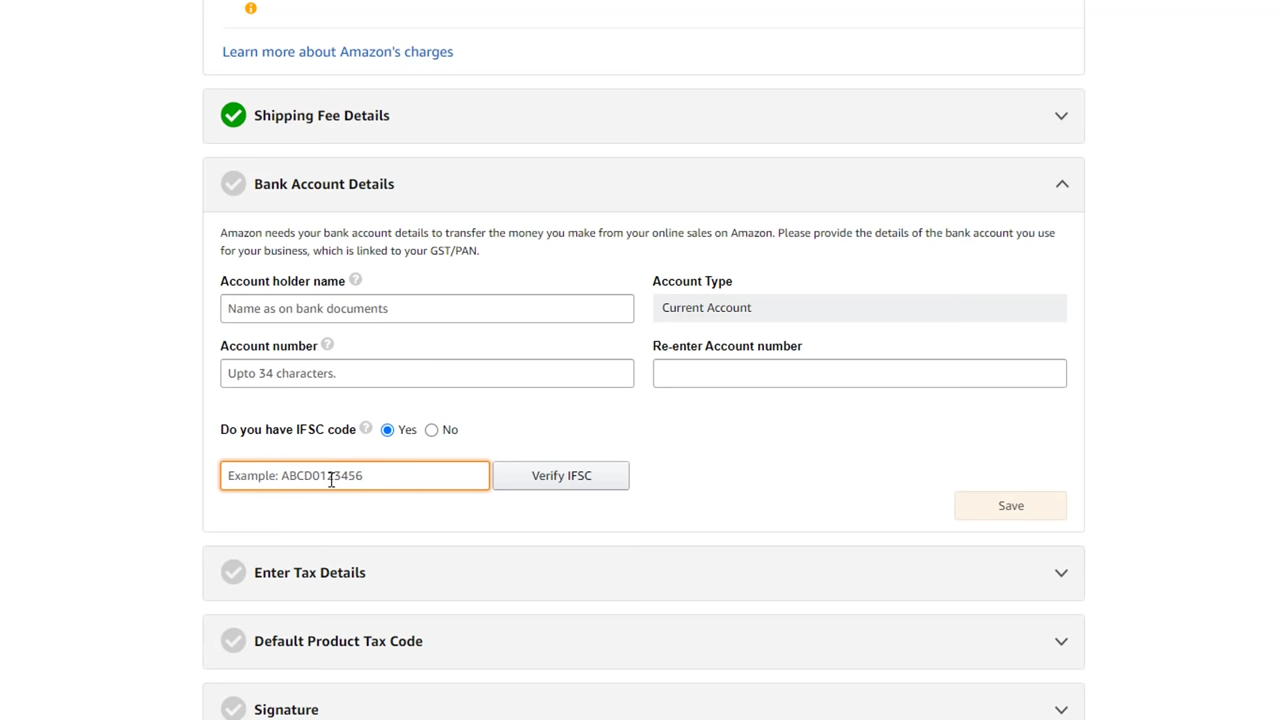 Learn more about Amazon's charges
Shipping Fee Details
Bank Account Details
Amazon needs your bank account details to transfer the money you make from your online sales on Amazon. Please provide the details of the bank account you use
for your business, which is linked to your GST/PAN.
Account holder name ?
Account Type
Name as on bank documents
Current Account
Account number ?
Re-enter Account number
Upto 34 characters.
Do you have IFSC code ? Yes No
Example: ABCD0123456
Verify IFSC
Save
Enter Tax Details
Default Product Tax Code
Signature